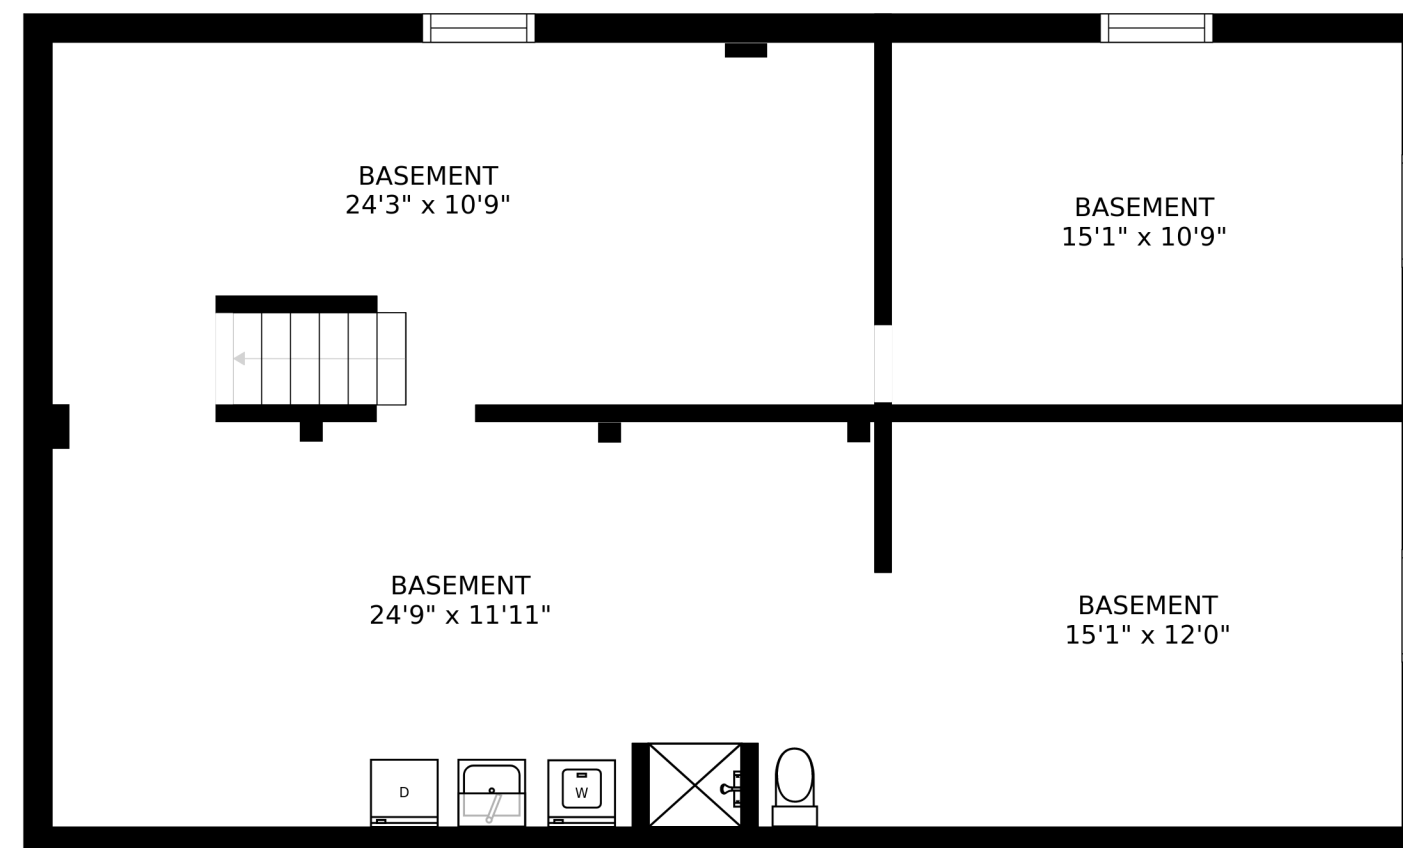 BASEMENT
24'3" x 10'9"
BASEMENT
15'1" x 10'9"
BASEMENT
24'9" x 11'11"
BASEMENT
15'1" x 12'0"
D
W